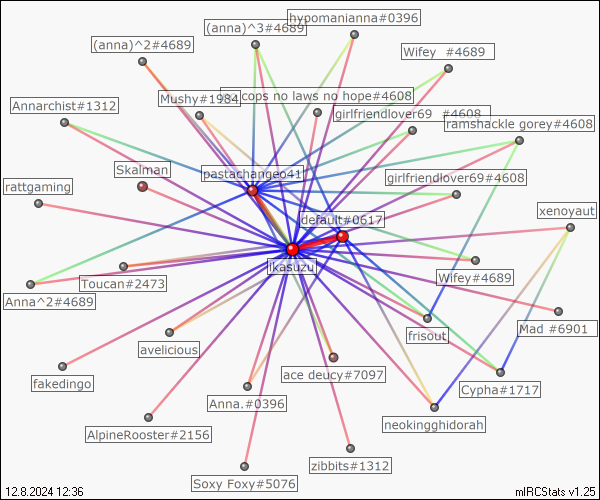 hypomanianna#0396
(anna)^3#4689
(anna)^2#4689
Wifey #4689
cops no laws no hope#4608
Mushy#1984
Annarchist#1312
girlfriendlover69 #4608
ramshackle gorey#4608
Skalman
pastachangeo41
girlfriendlover69#4608
rattgaming
xenoyaut
default#0617
ikasuzu
Wifey#4689
Toucan#2473
Anna^2#4689
Mad #6901
frisout
avelicious
ace deucy#7097
fakedingo
Cypha#1717
Anna.#0396
neokingghidorah
AlpineRooster#2156
zibbits#1312
Soxy Foxy#5076
12.8.2024 12:36
mIRCStats v1.25